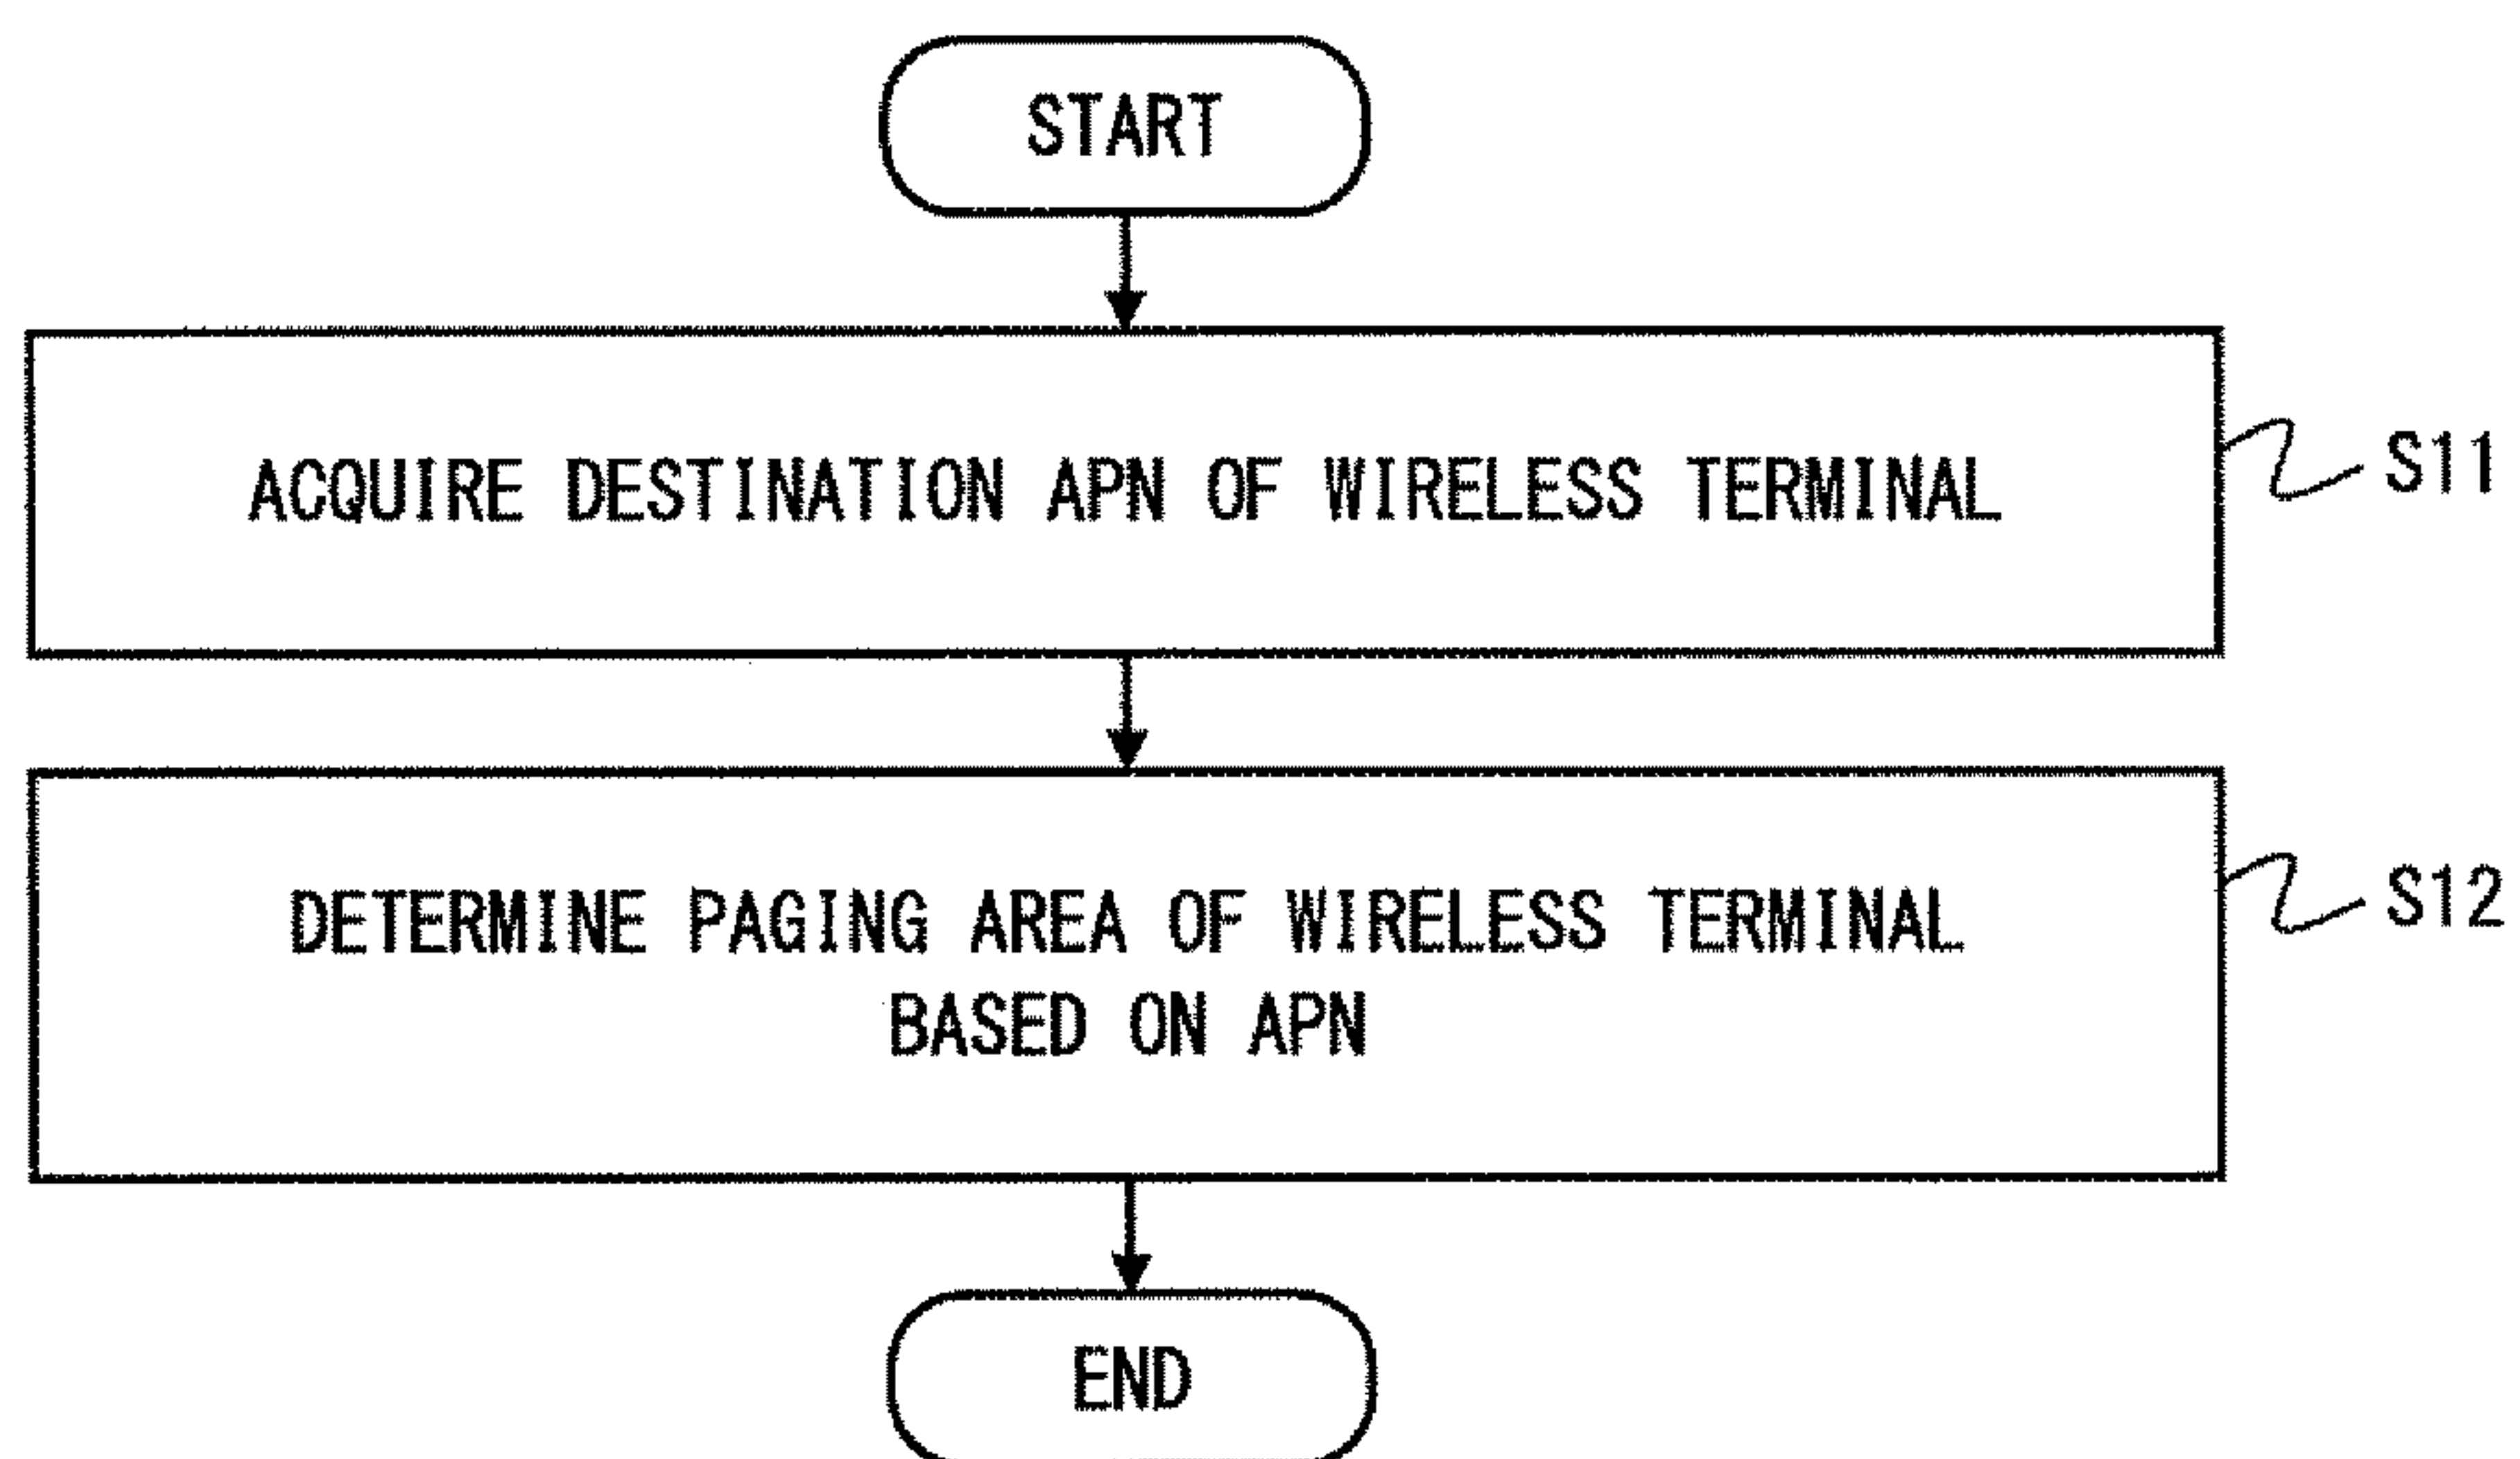 START
ACQUIRE DESTINATION APN OF WIRELESS TERMINAL
S11
DETERMINE PAGING AREA OF WIRELESS TERMINAL
BASED ON APN
S12
END